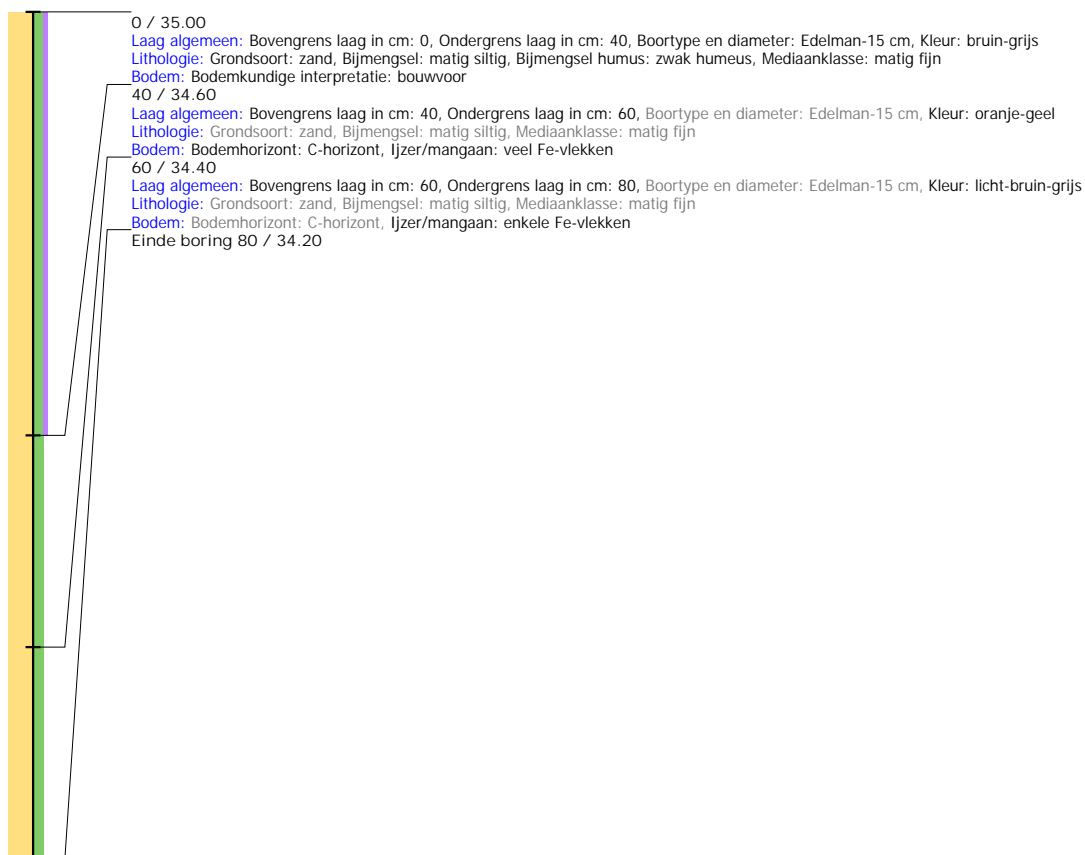 0 / 35.00
Laag algemeen: Bovengrens laag in cm: 0, Ondergrens laag in cm: 40, Boortype en diameter: Edelman-15 cm, Kleur: bruin-grijs
Lithologie: Grondsoort: zand, Bijmengsel: matig siltig, Bijmengsel humus: zwak humeus, Mediaanklasse: matig fijn
Bodem: Bodemkundige interpretatie: bouwvoor
40 / 34.60
Laag algemeen: Bovengrens laag in cm: 40, Ondergrens laag in cm: 60, Boortype en diameter: Edelman-15 cm, Kleur: oranje-geel
Lithologie: Grondsoort: zand, Bijmengsel: matig siltig, Mediaanklasse: matig fijn
Bodem: Bodemhorizont: C-horizont, Ijzer/mangaan: veel Fe-vlekken
60 / 34.40
Laag algemeen: Bovengrens laag in cm: 60, Ondergrens laag in cm: 80, Boortype en diameter: Edelman-15 cm, Kleur: licht-bruin-grijs
Lithologie: Grondsoort: zand, Bijmengsel: matig siltig, Mediaanklasse: matig fijn
Bodem: Bodemhorizont: C-horizont, Ijzer/mangaan: enkele Fe-vlekken
Einde boring 80 / 34.20